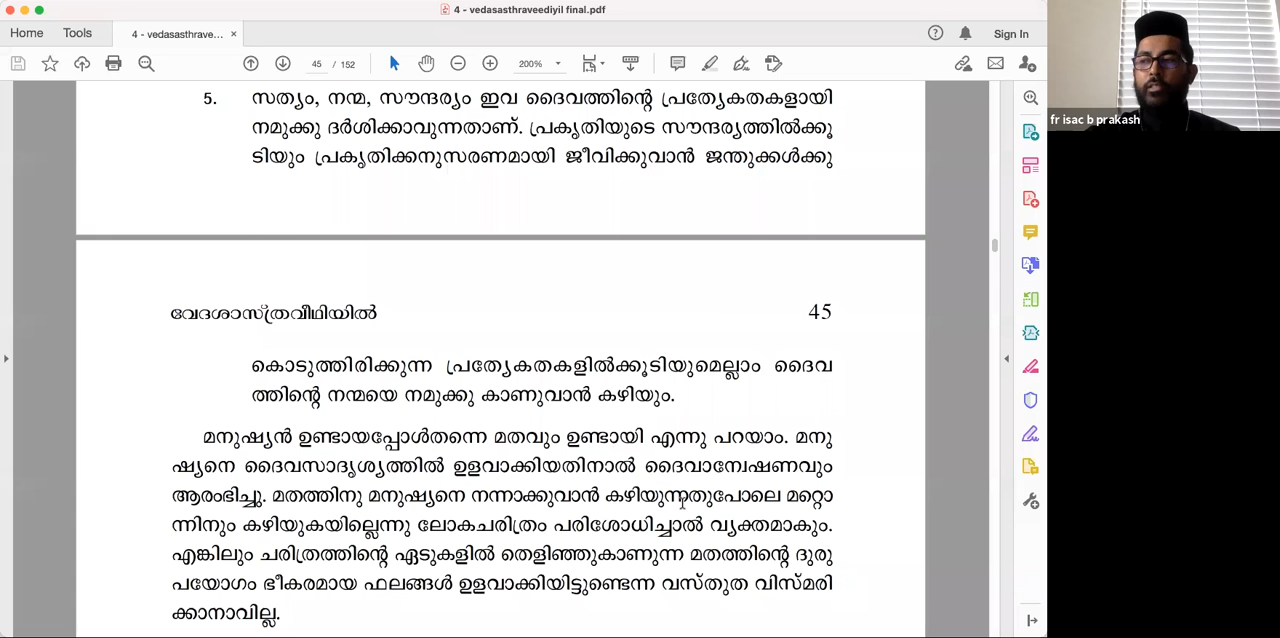 4 - vedasasthraveediyil final.pdf
Home Tools 4 - vedasasthrave... × Sign In
45 / 152 200%
fr isac b prakash
5. സത്യം, നന്മ, സൗന്ദര്യം ഇവ ദൈവത്തിന്റെ പ്രത്യേകതകളായി
നമുക്കു ദർശിക്കാവുന്നതാണ്. പ്രകൃതിയുടെ സൗന്ദര്യത്തിൽക്കൂ
ടിയും പ്രകൃതിക്കനുസരണമായി ജീവിക്കുവാൻ ജന്തുക്കൾക്കു
വേദശാസ്ത്രവീഥിയിൽ 45
കൊടുത്തിരിക്കുന്ന പ്രത്യേകതകളിൽക്കൂടിയുമെല്ലാം ദൈവ
ത്തിന്റെ നന്മയെ നമുക്കു കാണുവാൻ കഴിയും.
മനുഷ്യൻ ഉണ്ടായപ്പോൾതന്നെ മതവും ഉണ്ടായി എന്നു പറയാം. മനു
ഷ്യനെ ദൈവസാദൃശ്യത്തിൽ ഉളവാക്കിയതിനാൽ ദൈവാന്വേഷണവും
ആരംഭിച്ചു. മതത്തിനു മനുഷ്യനെ നന്നാക്കുവാൻ കഴിയുന്നതുപോലെ മറ്റൊ
ന്നിനും കഴിയുകയില്ലെന്നു ലോകചരിത്രം പരിശോധിച്ചാൽ വ്യക്തമാകും.
എങ്കിലും ചരിത്രത്തിന്റെ ഏടുകളിൽ തെളിഞ്ഞുകാണുന്ന മതത്തിന്റെ ദുരു
പയോഗം ഭീകരമായ ഫലങ്ങൾ ഉളവാക്കിയിട്ടുണ്ടെന്ന വസ്തുത വിസ്മരി
ക്കാനാവില്ല.